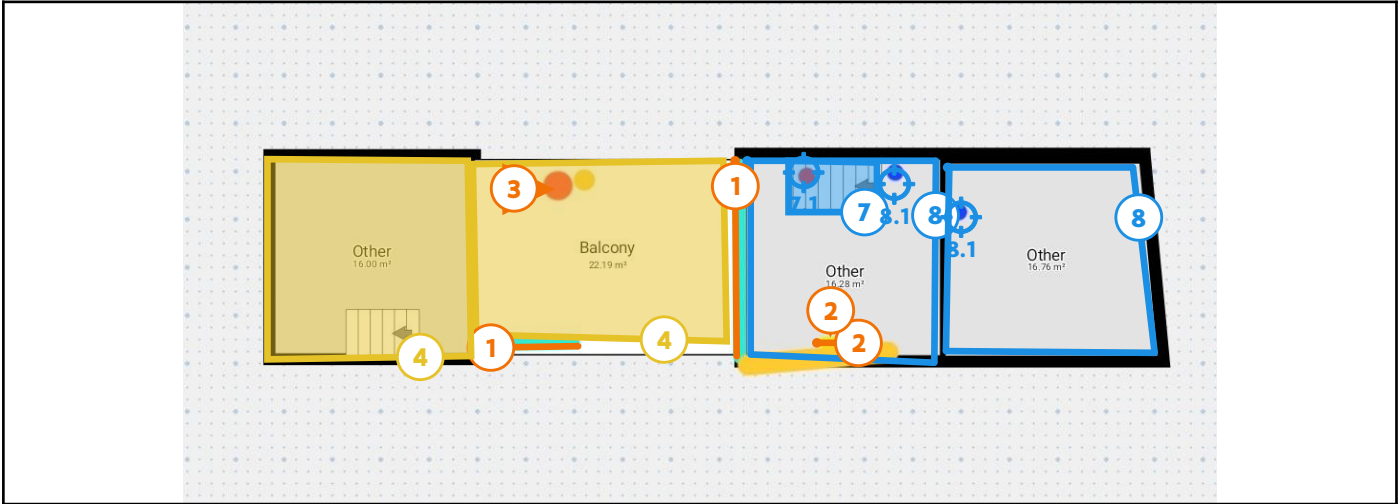 3
1
7.1
7
8.1
8
8
8.1
Other
16.00 m²
Balcony
22.19 m²
Other
16.28 m²
Other
16.76 m²
2
2
1
4
4